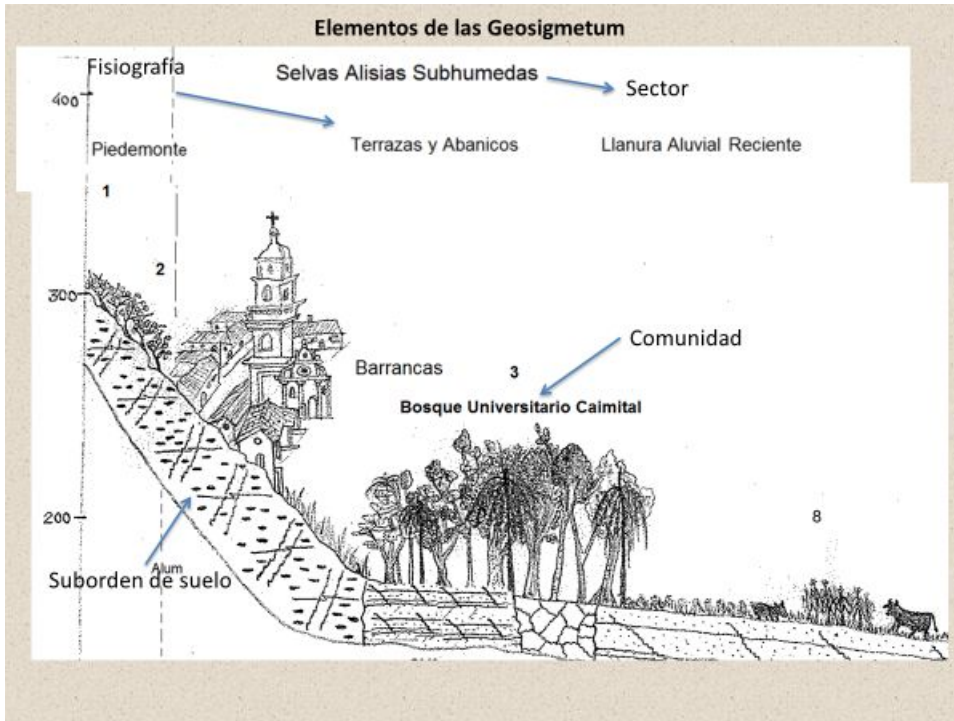 Elementos de las Geosigmetum
Fisiografía
Selvas Alisias Subhumedas
Sector
400
Piedemonte
Terrazas y Abanicos
Llanura Aluvial Reciente
1
2
300
Comunidad
Barrancas
3
Bosque Universitario Caimital
200
8
Alum
Suborden de suelo